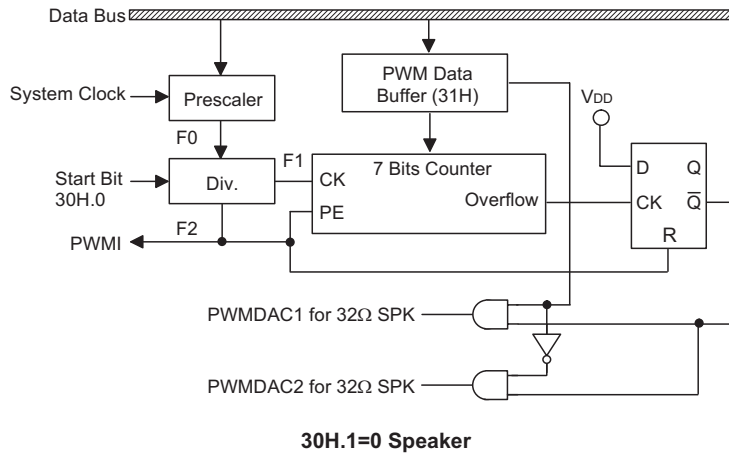 Data Bus
System Clock
Prescaler
PWM Data
Buffer (31H)
VDD
F0
F1
Start Bit
30H.0
Div.
7 Bits Counter
CK
PE
Overflow
D
Q
CK
Q̅
R
F2
PWMI
PWMDAC1 for 32Ω SPK
PWMDAC2 for 32Ω SPK
30H.1=0 Speaker